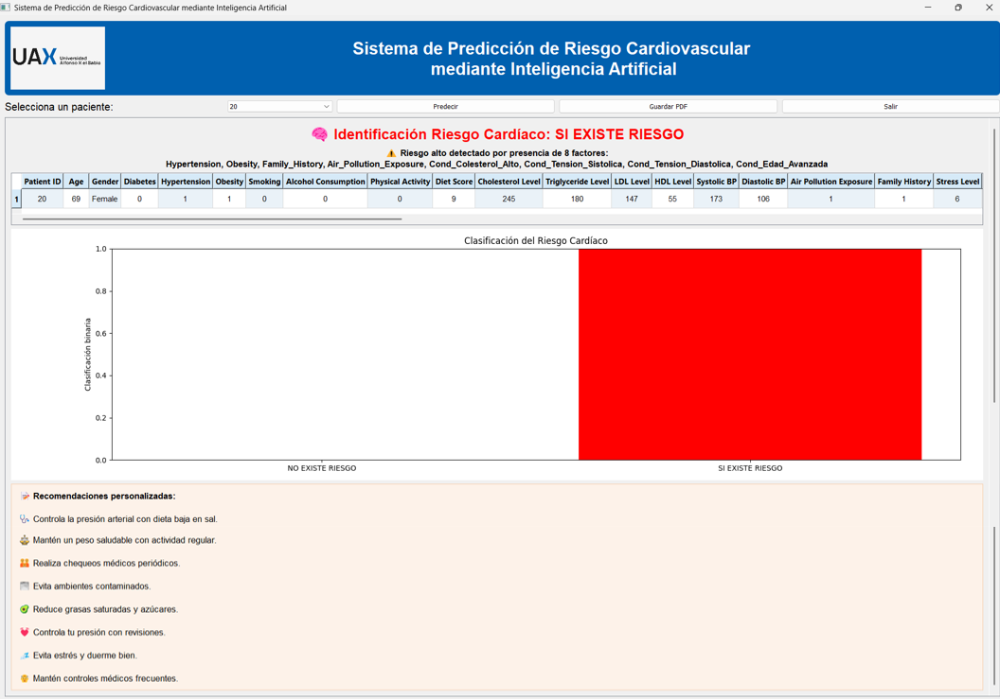 Sistema de Predicción de Riesgo Cardiovascular mediante Inteligencia Artificial
UAX Universidad
Alfonso X el Sabio
Sistema de Predicción de Riesgo Cardiovascular
mediante Inteligencia Artificial
Selecciona un paciente: 20 Predecir Guardar PDF Salir
Identificación Riesgo Cardíaco: SI EXISTE RIESGO
Riesgo alto detectado por presencia de 8 factores:
Hypertension, Obesity, Family_History, Air_Pollution_Exposure, Cond_Colesterol_Alto, Cond_Tension_Sistolica, Cond_Tension_Diastolica, Cond_Edad_Avanzada
Patient ID Age Gender Diabetes Hypertension Obesity Smoking Alcohol Consumption Physical Activity Diet Score Cholesterol Level Triglyceride Level LDL Level HDL Level Systolic BP Diastolic BP Air Pollution Exposure Family History Stress Level
1 20 69 Female 0 1 1 0 0 0 9 245 180 147 55 173 106 1 1 6
Clasificación del Riesgo Cardíaco
1.0
0.8
0.6
0.4
0.2
0.0
Clasificación binaria
NO EXISTE RIESGO SI EXISTE RIESGO
Recomendaciones personalizadas:
Controla la presión arterial con dieta baja en sal.
Mantén un peso saludable con actividad regular.
Realiza chequeos médicos periódicos.
Evita ambientes contaminados.
Reduce grasas saturadas y azúcares.
Controla tu presión con revisiones.
Evita estrés y duerme bien.
Mantén controles médicos frecuentes.